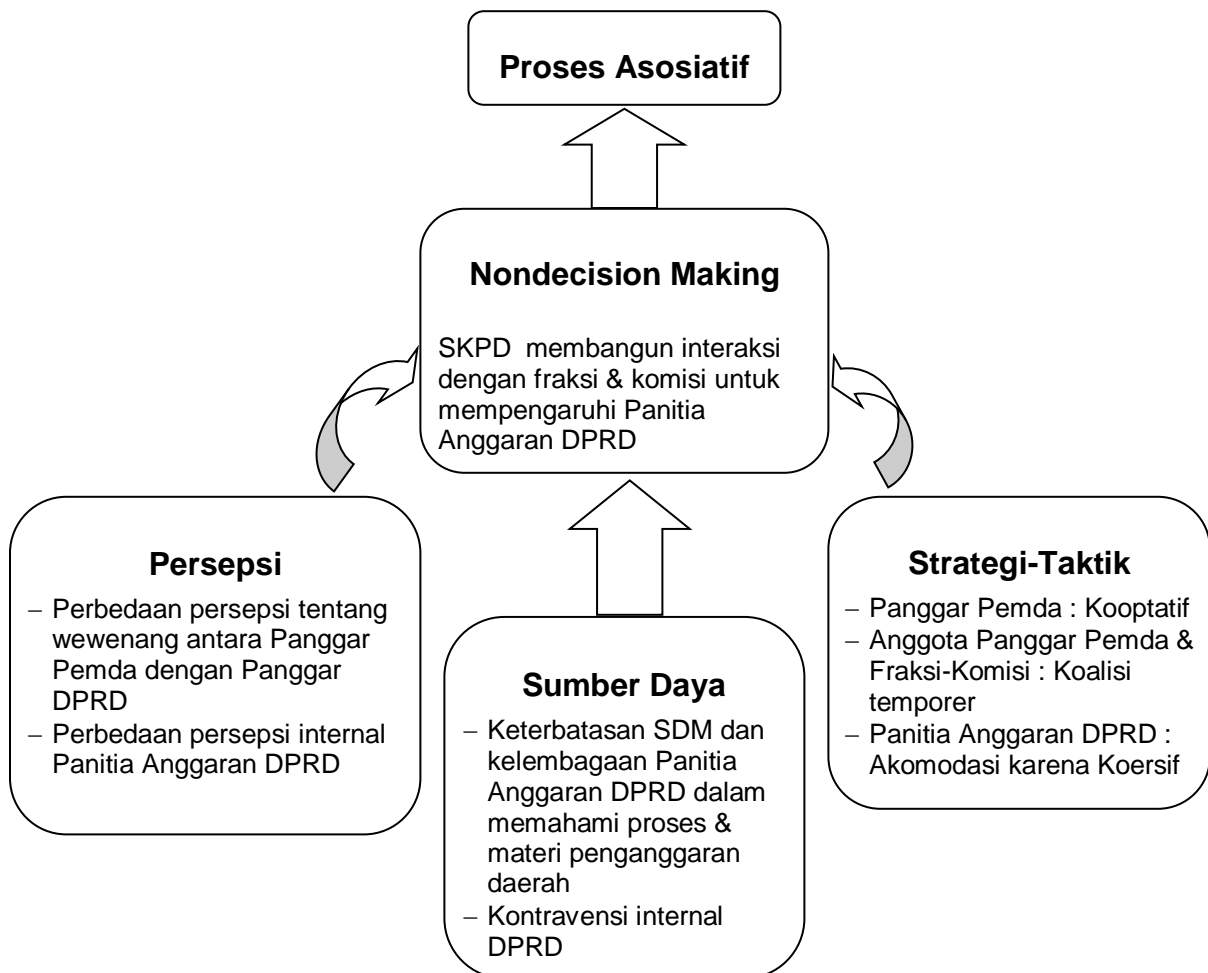 Proses Asosiatif
Nondecision Making
SKPD membangun interaksi
dengan fraksi & komisi untuk
mempengaruhi Panitia
Anggaran DPRD
Persepsi
– Perbedaan persepsi tentang
wewenang antara Panggar
Pemda dengan Panggar
DPRD
– Perbedaan persepsi internal
Panitia Anggaran DPRD
Sumber Daya
– Keterbatasan SDM dan
kelembagaan Panitia
Anggaran DPRD dalam
memahami proses &
materi penganggaran
daerah
– Kontravensi internal
DPRD
Strategi-Taktik
– Panggar Pemda : Kooptatif
– Anggota Panggar Pemda &
Fraksi-Komisi : Koalisi
temporer
– Panitia Anggaran DPRD :
Akomodasi karena Koersif